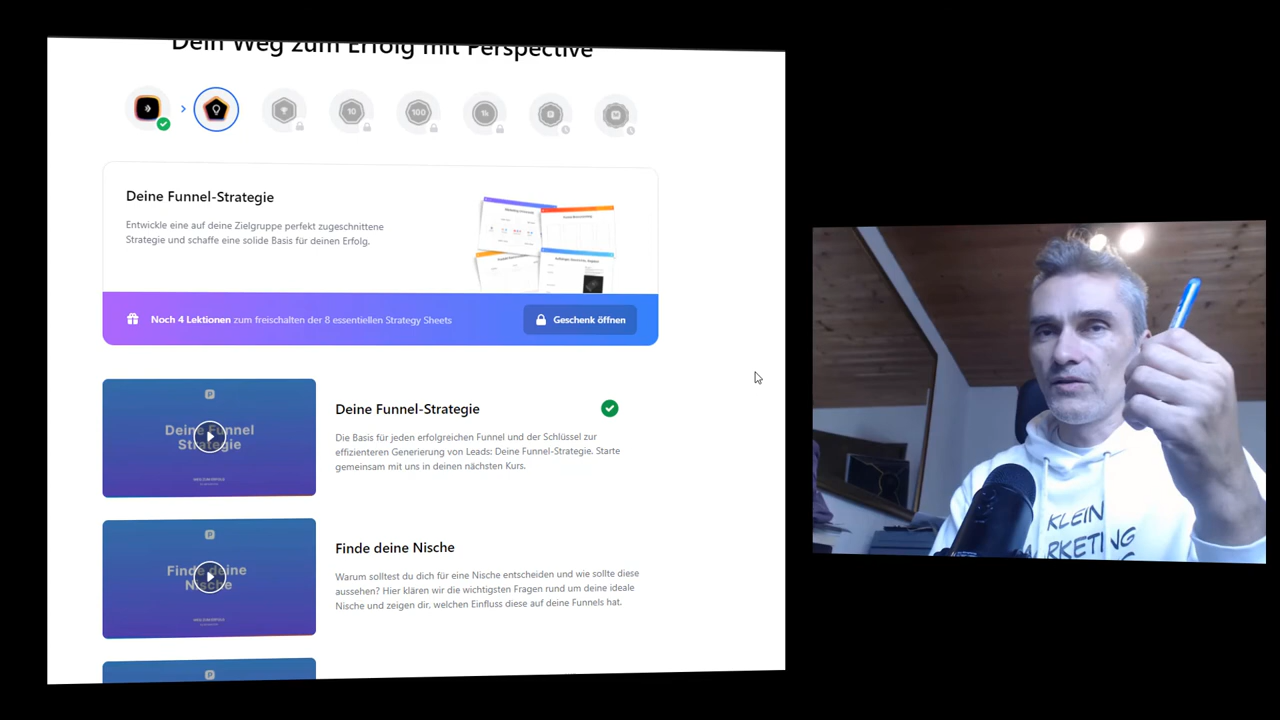 Dein Weg zum Erfolg mit Perspective
10
100
1k
Deine Funnel-Strategie
Entwickle eine auf deine Zielgruppe perfekt zugeschnittene
Strategie und schaffe eine solide Basis für deinen Erfolg.
Noch 4 Lektionen zum freischalten der 8 essentiellen Strategy Sheets
Geschenk öffnen
Deine Funnel
Strategie
Deine Funnel-Strategie
Die Basis für jeden erfolgreichen Funnel und der Schlüssel zur
effizienteren Generierung von Leads: Deine Funnel-Strategie. Starte
gemeinsam mit uns in deinen nächsten Kurs.
Finde deine
Nische
Finde deine Nische
Warum solltest du dich für eine Nische entscheiden und wie sollte diese
aussehen? Hier klären wir die wichtigsten Fragen rund um deine ideale
Nische und zeigen dir, welchen Einfluss diese auf deine Funnels hat.
KLEIN
MARKETING